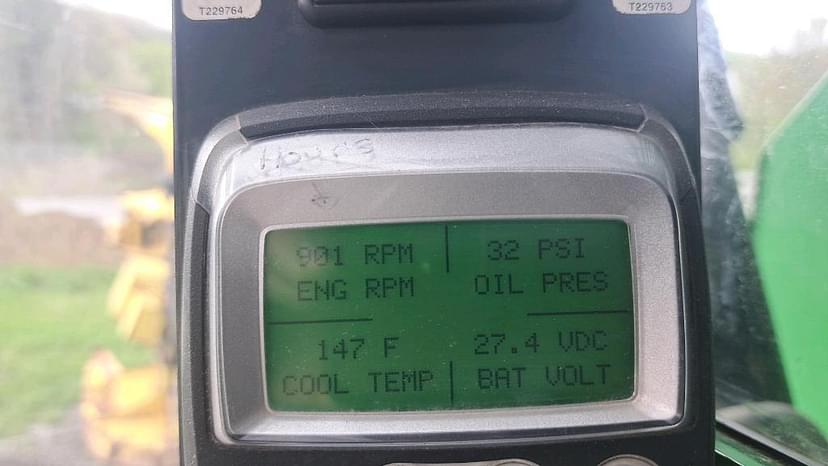 T229764
T229763
Hours
901 RPM
ENG RPM
32 PSI
OIL PRES
147 F
COOL TEMP
27.4 VDC
BAT VOLT